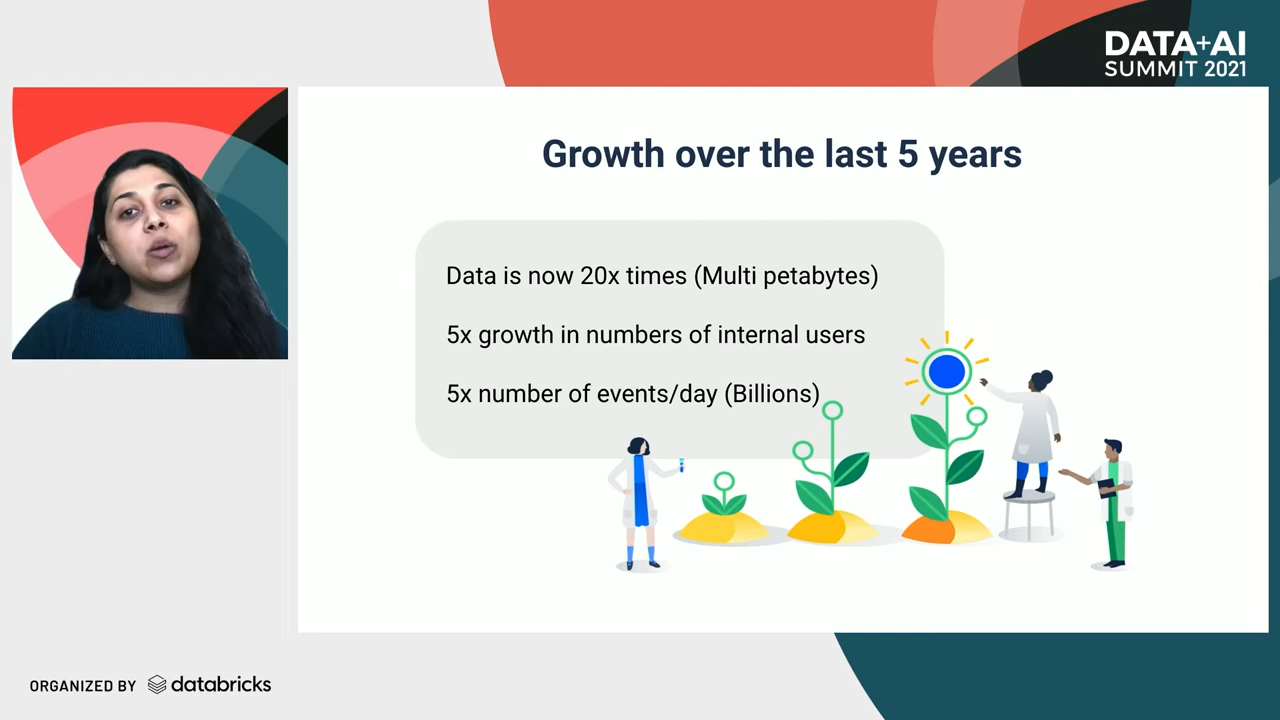 DATA+AI
SUMMIT 2021
Growth over the last 5 years
Data is now 20x times (Multi petabytes)
5x growth in numbers of internal users
5x number of events/day (Billions)
ORGANIZED BY databricks